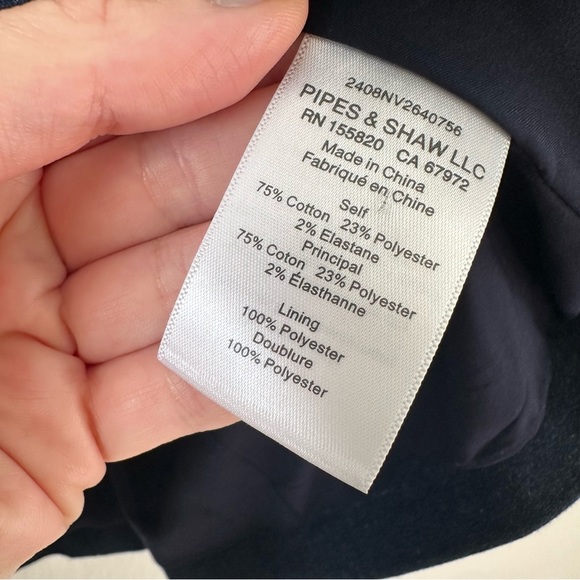 2408NV2640756
PIPES & SHAW LLC
RN 155820 CA 67972
Made in China
Fabriqué en Chine
Self
75% Cotton 23% Polyester
2% Elastane
Principal
75% Coton 23% Polyester
2% Élasthanne
Lining
100% Polyester
Doublure
100% Polyester